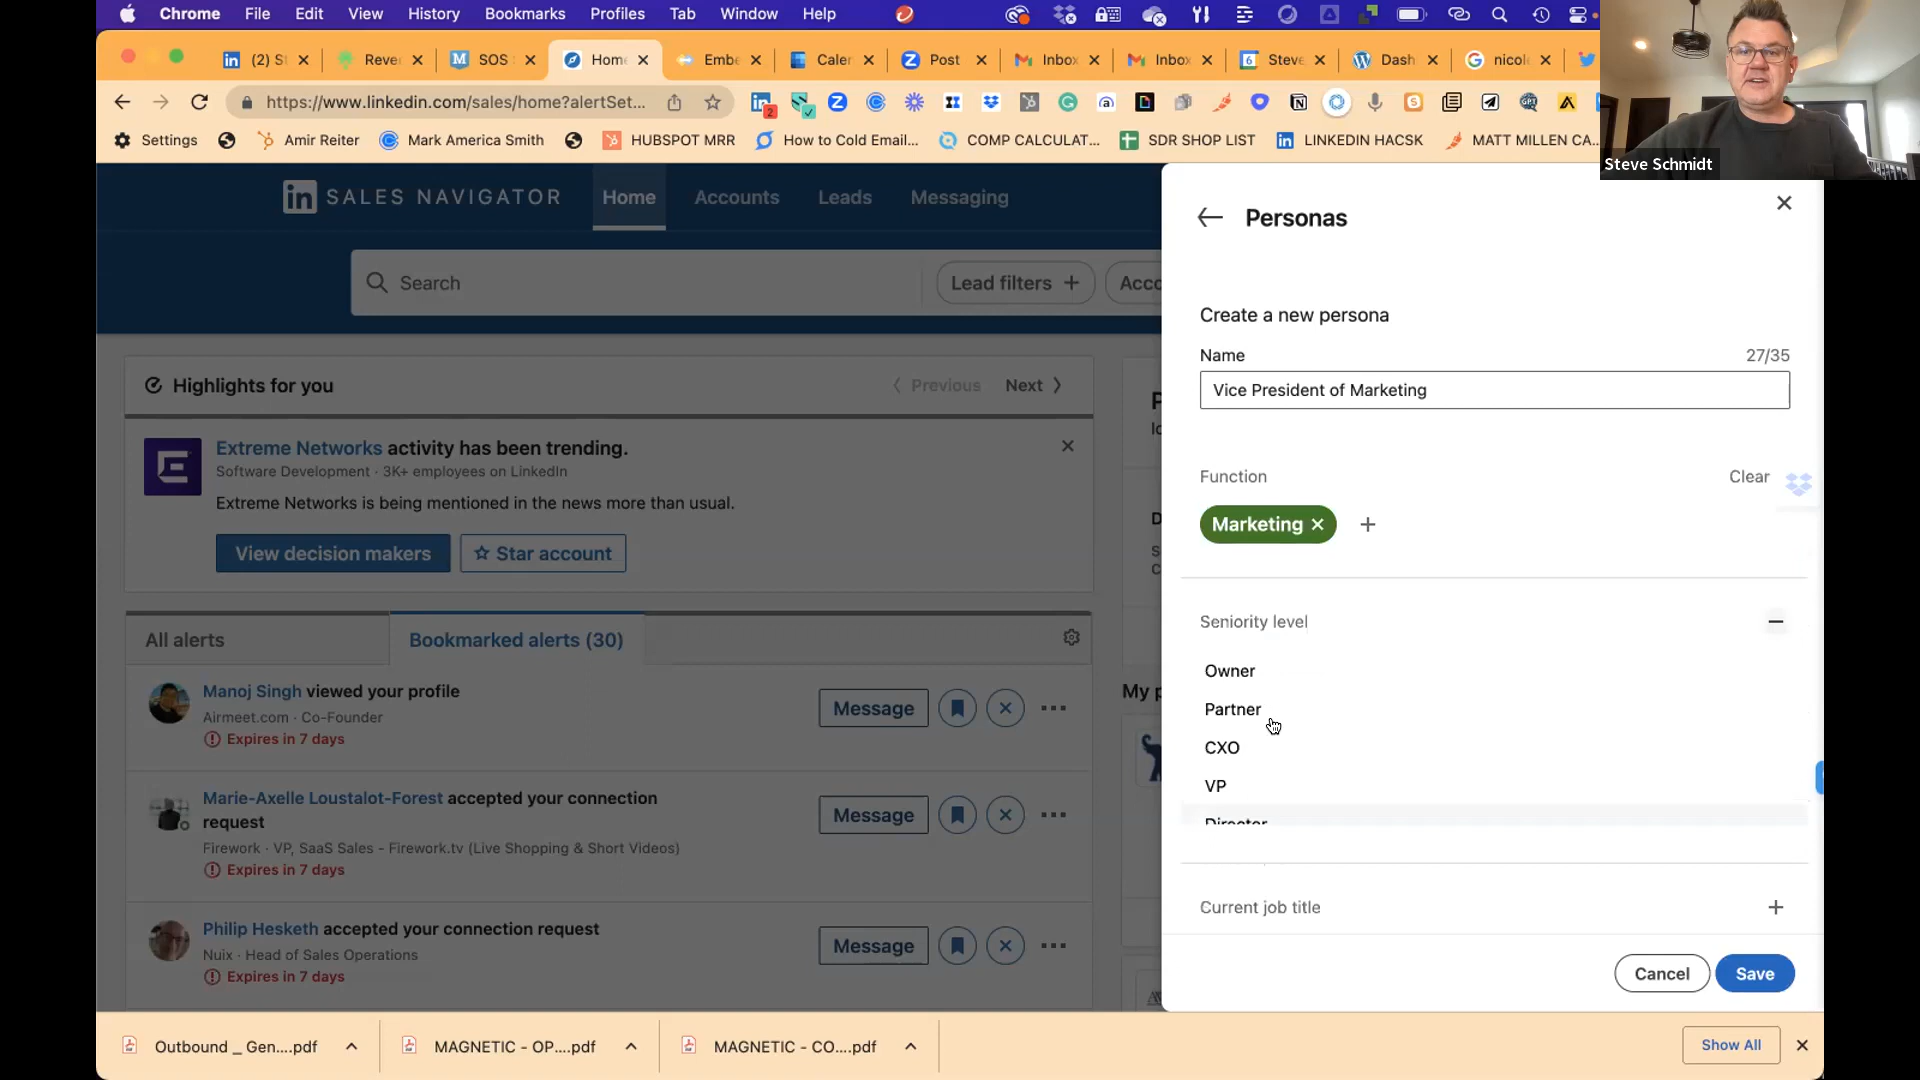 Chrome File Edit View History Bookmarks Profiles Tab Window Help
(2) S SOS Home Post Inbox Inbox Steve Dash
https://www.linkedin.com/sales/home?alertSet...
Settings Amir Reiter Mark America Smith HUBSPOT MRR How to Cold Email... COMP CALCULAT... SDR SHOP LIST LINKEDIN HACSK MATT MILLEN CA...
Steve Schmidt
in SALES NAVIGATOR Home Accounts Leads Messaging
Search Lead filters +
Highlights for you Previous Next
Extreme Networks activity has been trending.
Software Development · 3K+ employees on LinkedIn
Extreme Networks is being mentioned in the news more than usual.
View decision makers Star account
All alerts Bookmarked alerts (30)
Manoj Singh viewed your profile
Airmeet.com · Co-Founder
Expires in 7 days
Message
Marie-Axelle Loustalot-Forest accepted your connection
request
Firework · VP, SaaS Sales - Firework.tv (Live Shopping & Short Videos)
Expires in 7 days
Message
Philip Hesketh accepted your connection request
Nuix · Head of Sales Operations
Expires in 7 days
Message
My
Personas
Create a new persona
Name 27/35
Vice President of Marketing
Function Clear
Marketing × +
Seniority level
Owner
Partner
CXO
VP
Director
Current job title +
Cancel Save
Outbound _ Gen....pdf MAGNETIC - OP....pdf MAGNETIC - CO....pdf Show All